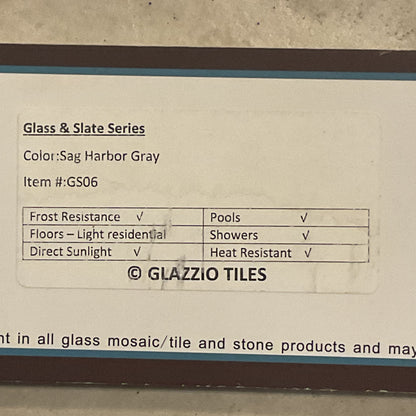 Glass & Slate Series
Color:Sag Harbor Gray
Item #:GS06
Frost Resistance √ Pools √
Floors – Light residential Showers √
Direct Sunlight √ Heat Resistant √
© GLAZZIO TILES
in all glass mosaic/tile and stone products and may